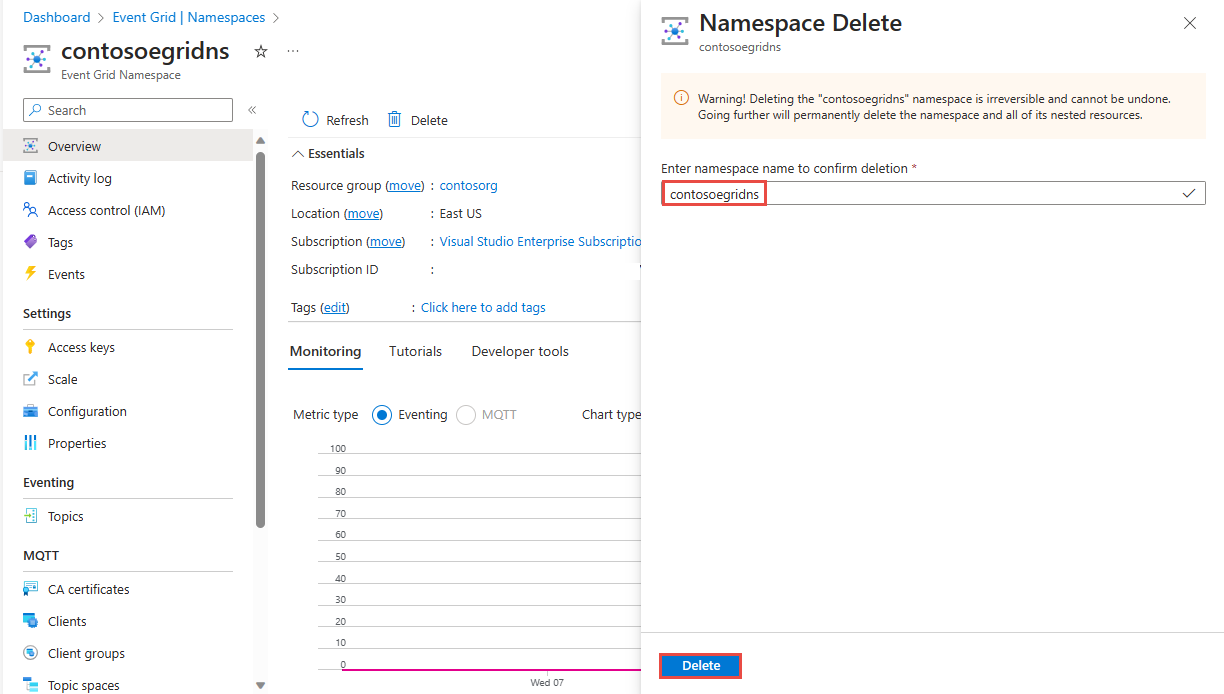 Dashboard > Event Grid | Namespaces >
contosoegridns ☆ ...
Event Grid Namespace
Search «
Overview
Activity log
Access control (IAM)
Tags
Events
Settings
Access keys
Scale
Configuration
Properties
Eventing
Topics
MQTT
CA certificates
Clients
Client groups
Topic spaces
Refresh Delete
Essentials
Resource group (move) : contosorg
Location (move) : East US
Subscription (move) : Visual Studio Enterprise Subscriptio
Subscription ID :
Tags (edit) : Click here to add tags
Monitoring Tutorials Developer tools
Metric type Eventing MQTT Chart type
100
90
80
70
60
50
40
30
20
10
0
Wed 07
Namespace Delete
contosoegridns
Warning! Deleting the "contosoegridns" namespace is irreversible and cannot be undone.
Going further will permanently delete the namespace and all of its nested resources.
Enter namespace name to confirm deletion *
contosoegridns
Delete